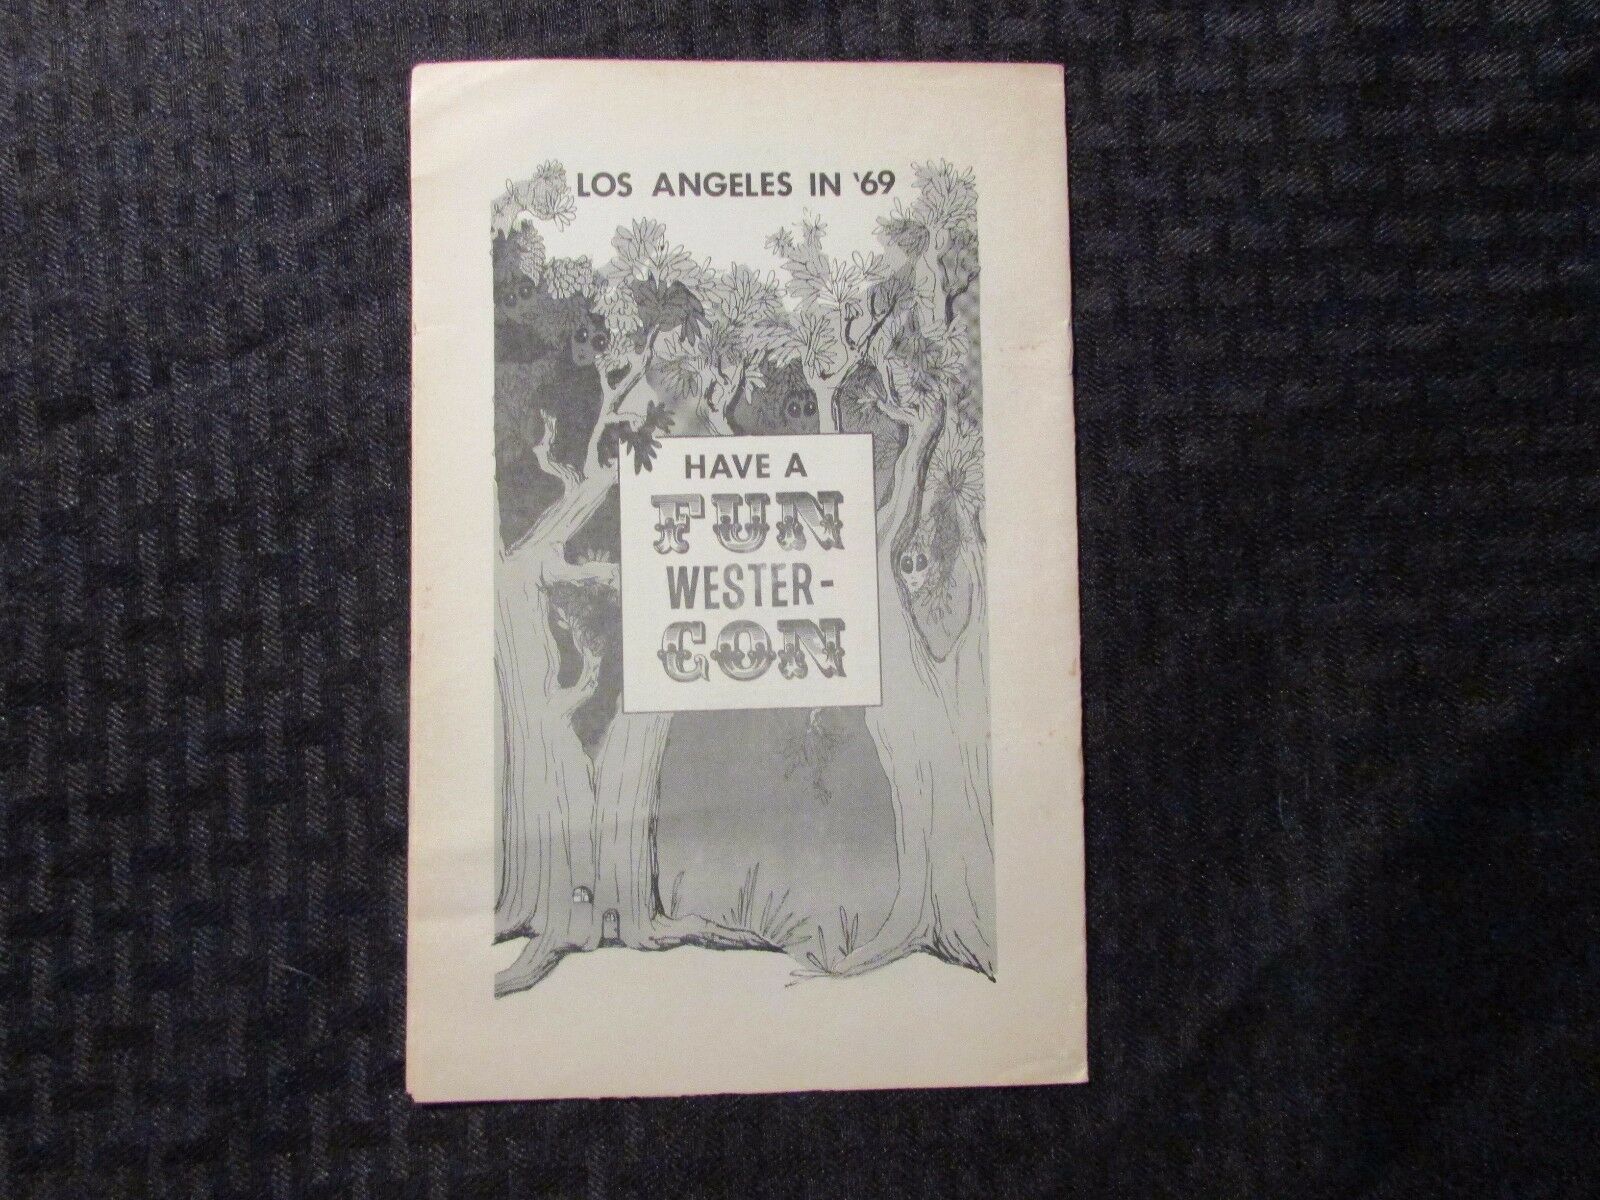 LOS ANGELES IN '69
HAVE A
FUN
WESTER-
CON